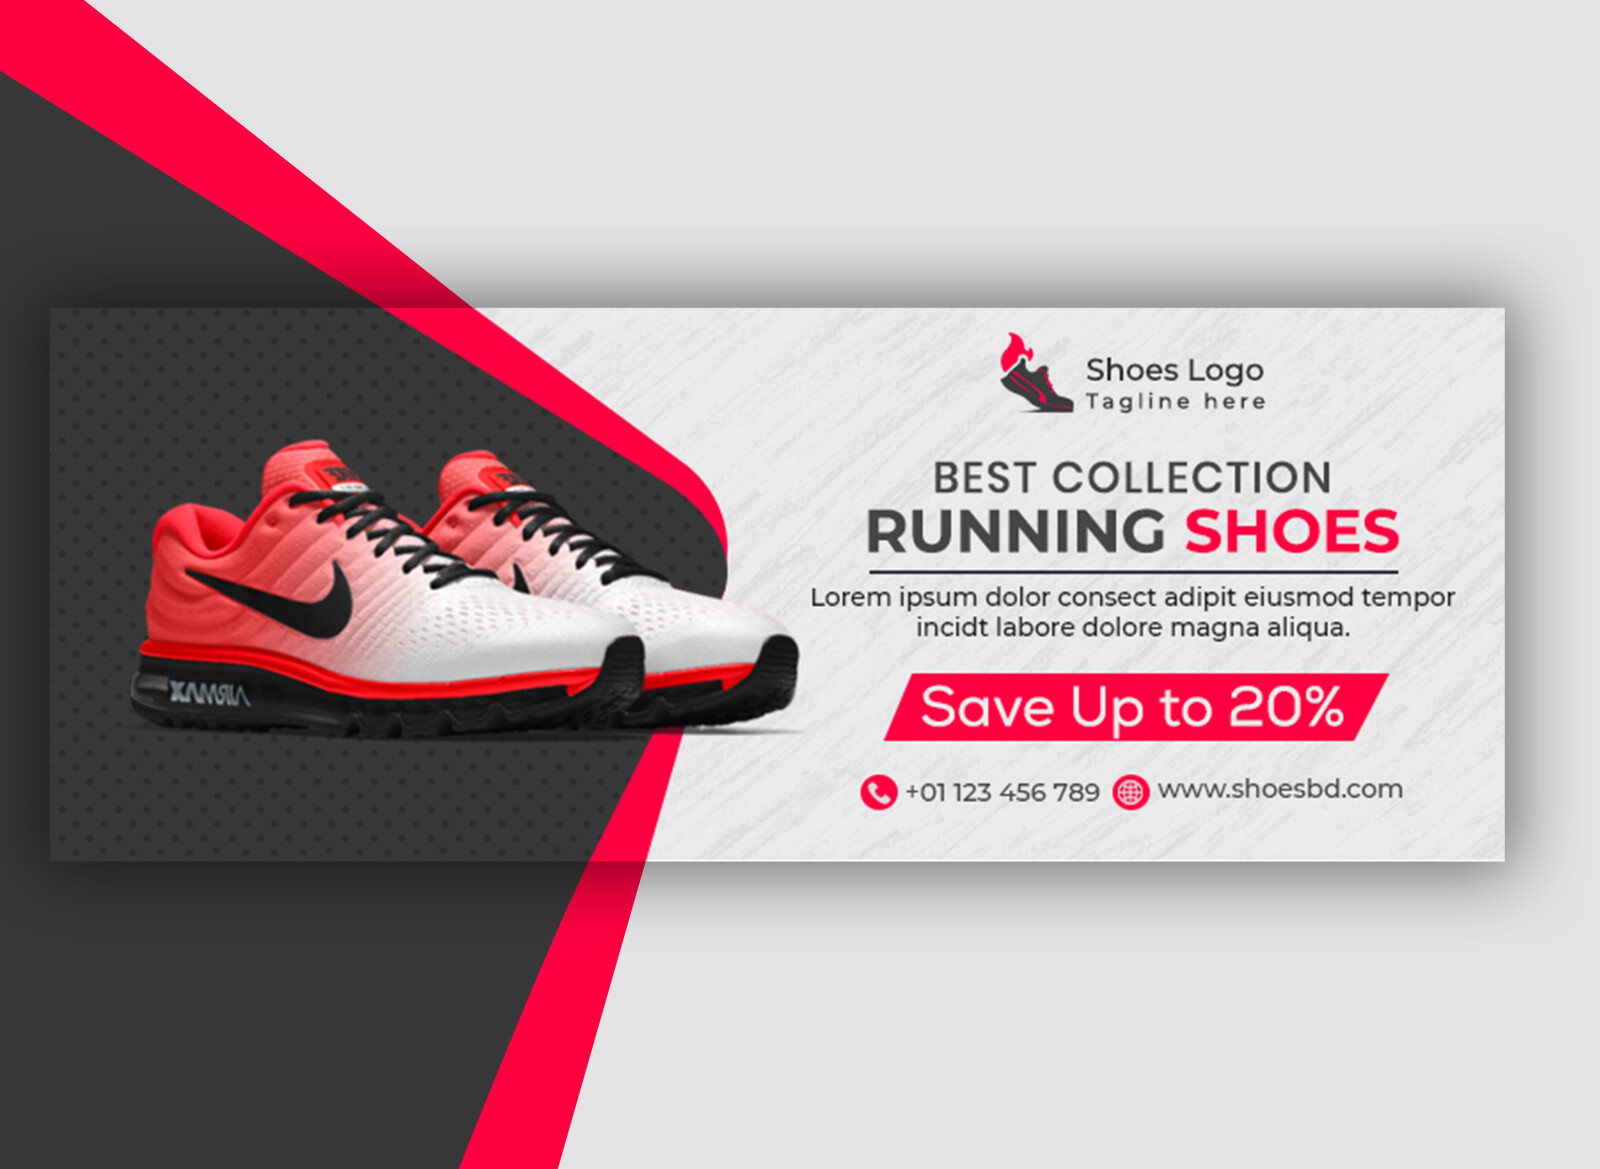 Shoes Logo
Tagline here
BEST COLLECTION
RUNNING SHOES
Lorem ipsum dolor consect adipit eiusmod tempor
incidt labore dolore magna aliqua.
Save Up to 20%
+01 123 456 789 www.shoesbd.com
AIRMAX